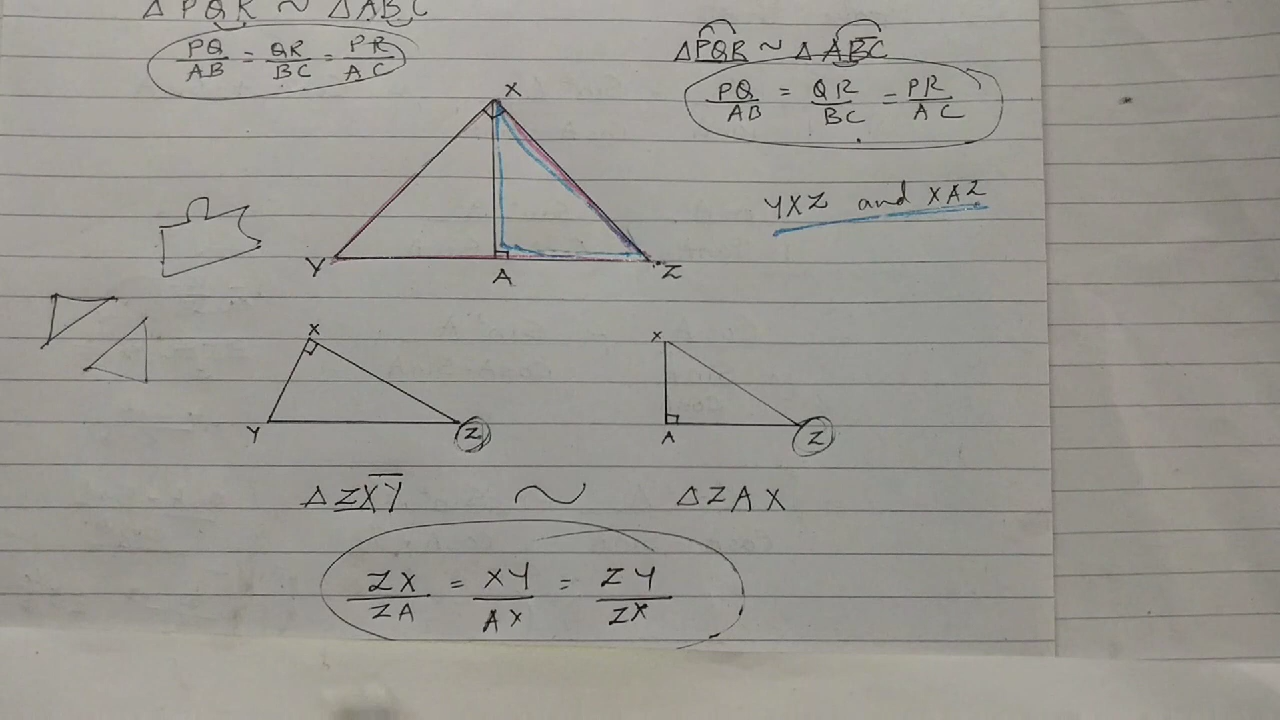 Δ PQR ~ ΔABC
PQ/AB = QR/BC = PR/AC
ΔPQR ~ ΔABC
PQ/AB = QR/BC = PR/AC
X
YXZ and XAZ
Y A Z
X X
Y Z A Z
ΔZXY ~ ΔZAX
ZX/ZA = XY/AX = ZY/ZX